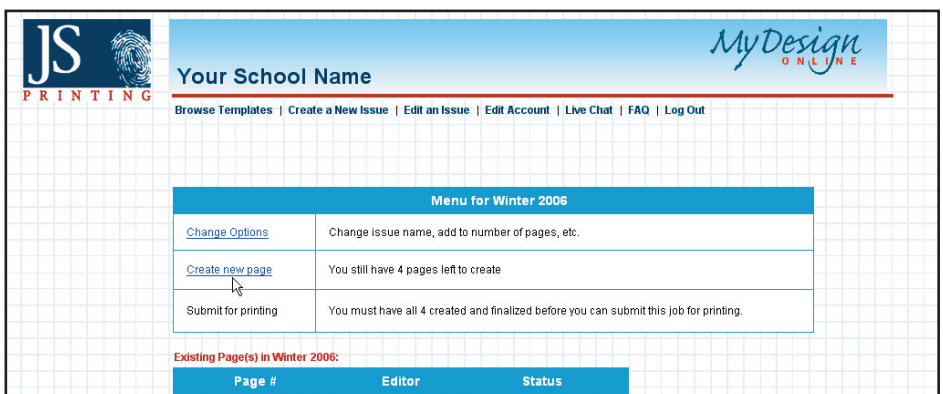 JS
PRINTING
MyDesign
ONLINE
Your School Name
Browse Templates | Create a New Issue | Edit an Issue | Edit Account | Live Chat | FAQ | Log Out
Menu for Winter 2006
Change Options Change issue name, add to number of pages, etc.
Create new page You still have 4 pages left to create
Submit for printing You must have all 4 created and finalized before you can submit this job for printing.
Existing Page(s) in Winter 2006:
Page # Editor Status